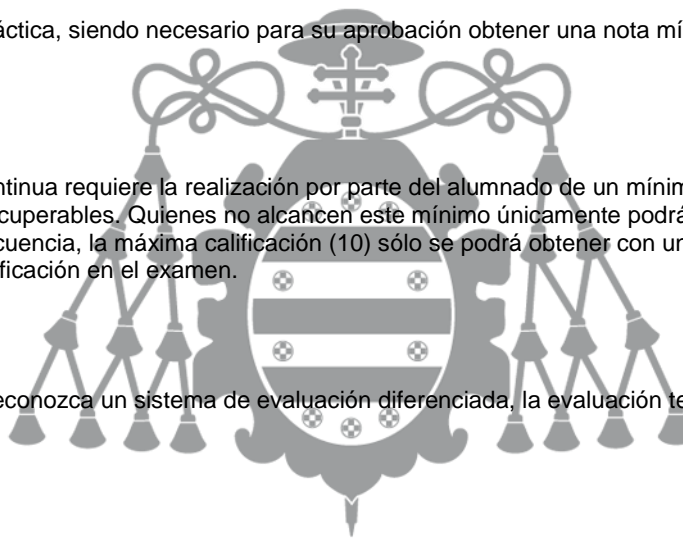 áctica, siendo necesario para su aprobación obtener una nota mí
ntinua requiere la realización por parte del alumnado de un mínim
cuperables. Quienes no alcancen este mínimo únicamente podrá
cuencia, la máxima calificación (10) sólo se podrá obtener con un
ificación en el examen.
econozca un sistema de evaluación diferenciada, la evaluación te